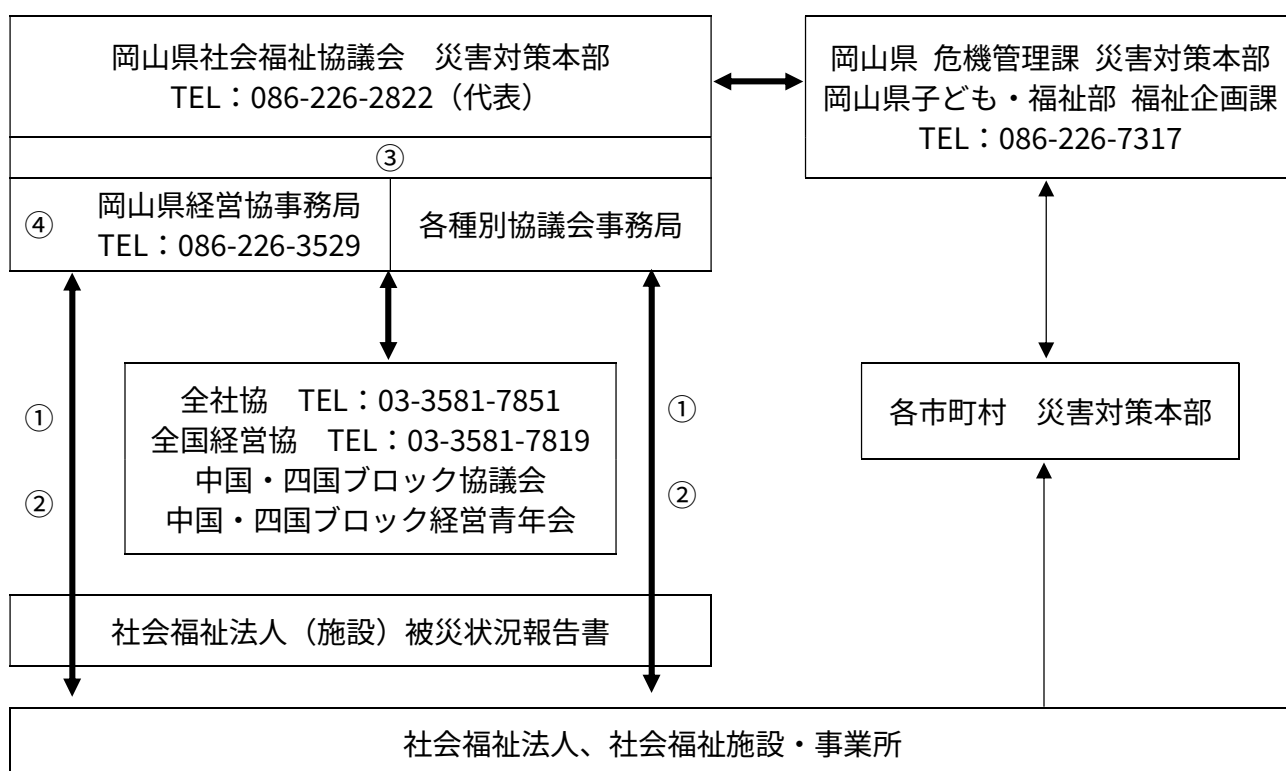 岡山県社会福祉協議会　災害対策本部
TEL：086-226-2822（代表）
岡山県 危機管理課 災害対策本部
岡山県子ども・福祉部 福祉企画課
TEL：086-226-7317
③
④
岡山県経営協事務局
TEL：086-226-3529
各種別協議会事務局
①
②
全社協　TEL：03-3581-7851
全国経営協　TEL：03-3581-7819
中国・四国ブロック協議会
中国・四国ブロック経営青年会
①
②
各市町村　災害対策本部
社会福祉法人（施設）被災状況報告書
社会福祉法人、社会福祉施設・事業所